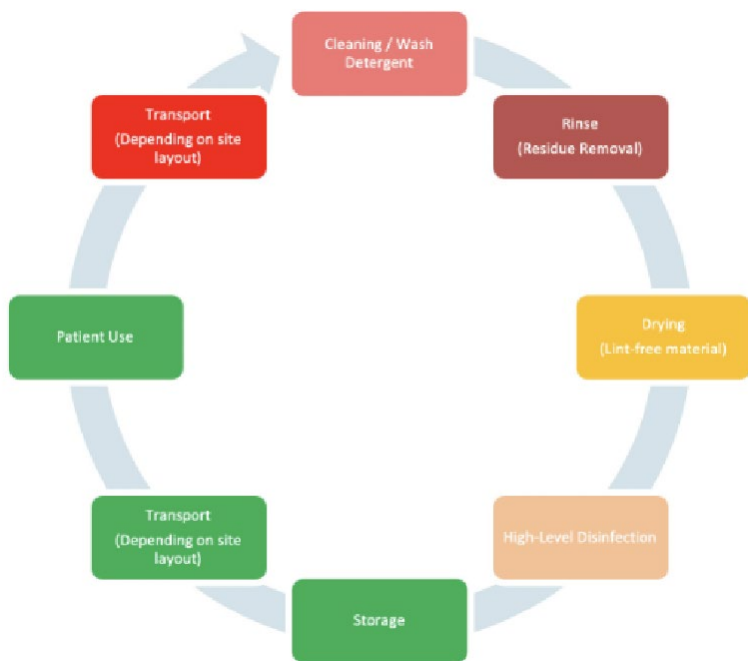 Cleaning / Wash
Detergent
Rinse
(Residue Removal)
Drying
(Lint-free material)
High-Level Disinfection
Storage
Transport
(Depending on site
layout)
Patient Use
Transport
(Depending on site
layout)